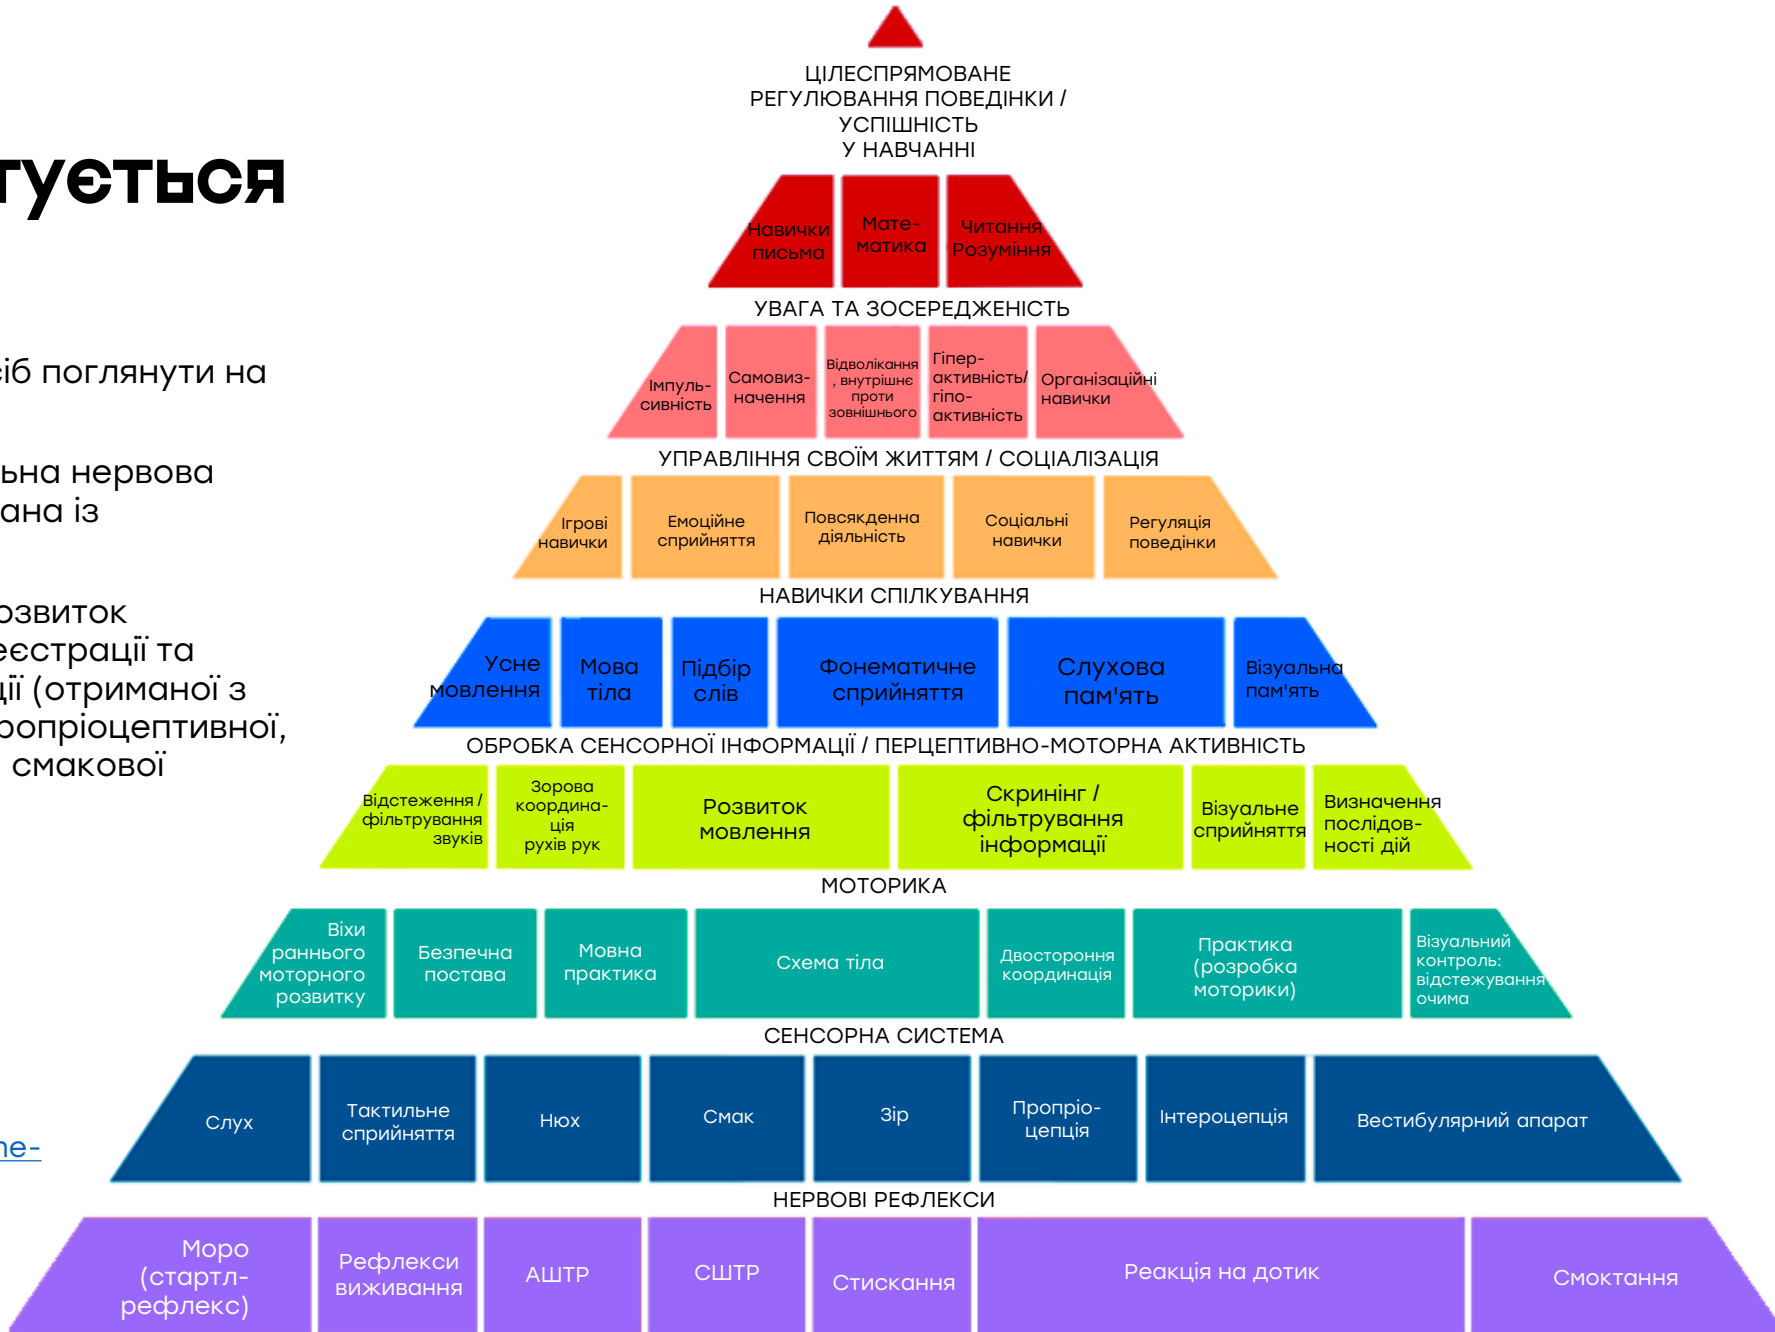 тується
сіб поглянути на
льна нервова
ана із
озвиток
еєстрації та
ції (отриманої з
ропріоцептивної,
смакової
ne-
ЦІЛЕСПРЯМОВАНЕ
РЕГУЛЮВАННЯ ПОВЕДІНКИ /
УСПІШНІСТЬ
У НАВЧАННІ
Навички
письма
Мате-
матика
Читання
Розуміння
УВАГА ТА ЗОСЕРЕДЖЕНІСТЬ
Імпуль-
сивність
Самовиз-
начення
Відволікання
, внутрішнє
проти
зовнішнього
Гіпер-
активність/
гіпо-
активність
Організаційні
навички
УПРАВЛІННЯ СВОЇМ ЖИТТЯМ / СОЦІАЛІЗАЦІЯ
Ігрові
навички
Емоційне
сприйняття
Повсякденна
діяльність
Соціальні
навички
Регуляція
поведінки
НАВИЧКИ СПІЛКУВАННЯ
Усне
мовлення
Мова
тіла
Підбір
слів
Фонематичне
сприйняття
Слухова
пам'ять
Візуальна
пам'ять
ОБРОБКА СЕНСОРНОЇ ІНФОРМАЦІЇ / ПЕРЦЕПТИВНО-МОТОРНА АКТИВНІСТЬ
Відстеження /
фільтрування
звуків
Зорова
координа-
ція
рухів рук
Розвиток
мовлення
Скринінг /
фільтрування
інформації
Візуальне
сприйняття
Визначення
послідов-
ності дій
МОТОРИКА
Віхи
раннього
моторного
розвитку
Безпечна
постава
Мовна
практика
Схема тіла
Двостороння
координація
Практика
(розробка
моторики)
Візуальний
контроль:
відстежування
очима
СЕНСОРНА СИСТЕМА
Слух
Тактильне
сприйняття
Нюх
Смак
Зір
Пропріо-
цепція
Інтероцепція
Вестибулярний апарат
НЕРВОВІ РЕФЛЕКСИ
Моро
(стартл-
рефлекс)
Рефлекси
виживання
АШТР
СШТР
Стискання
Реакція на дотик
Смоктання